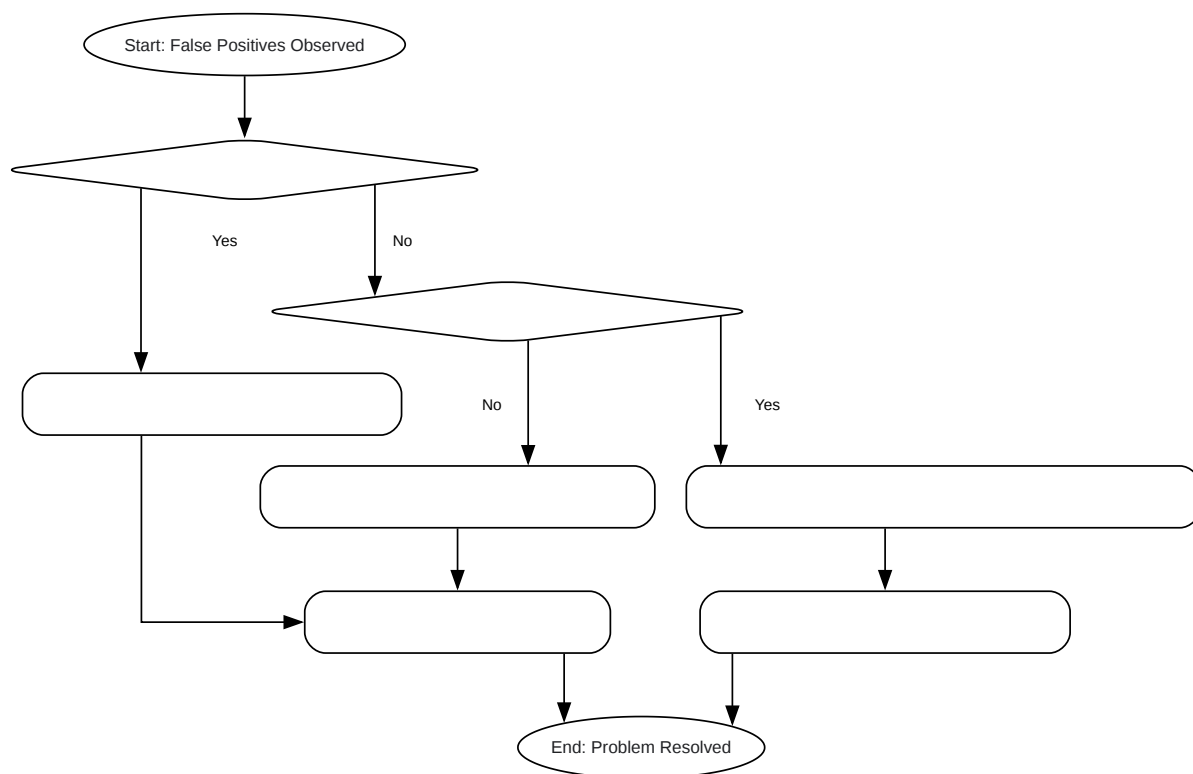 Start: False Positives Observed
Yes
No
No
Yes
End: Problem Resolved